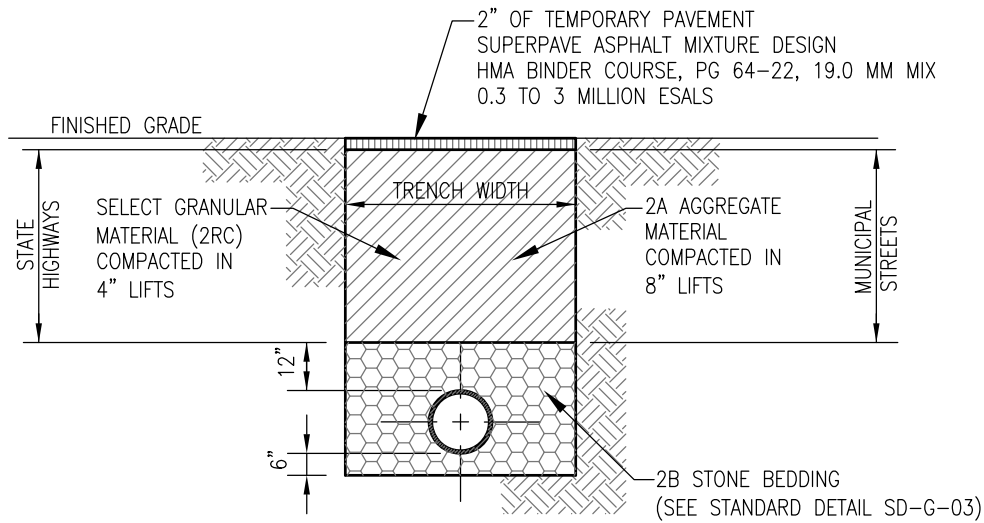 2” OF TEMPORARY PAVEMENT
SUPERPAVE ASPHALT MIXTURE DESIGN
HMA BINDER COURSE, PG 64–22, 19.0 MM MIX
0.3 TO 3 MILLION ESALS
FINISHED GRADE
TRENCH WIDTH
STATE
HIGHWAYS
SELECT GRANULAR
MATERIAL (2RC)
COMPACTED IN
4” LIFTS
2A AGGREGATE
MATERIAL
COMPACTED IN
8” LIFTS
MUNICIPAL
STREETS
12”
6”
2B STONE BEDDING
(SEE STANDARD DETAIL SD–G–03)